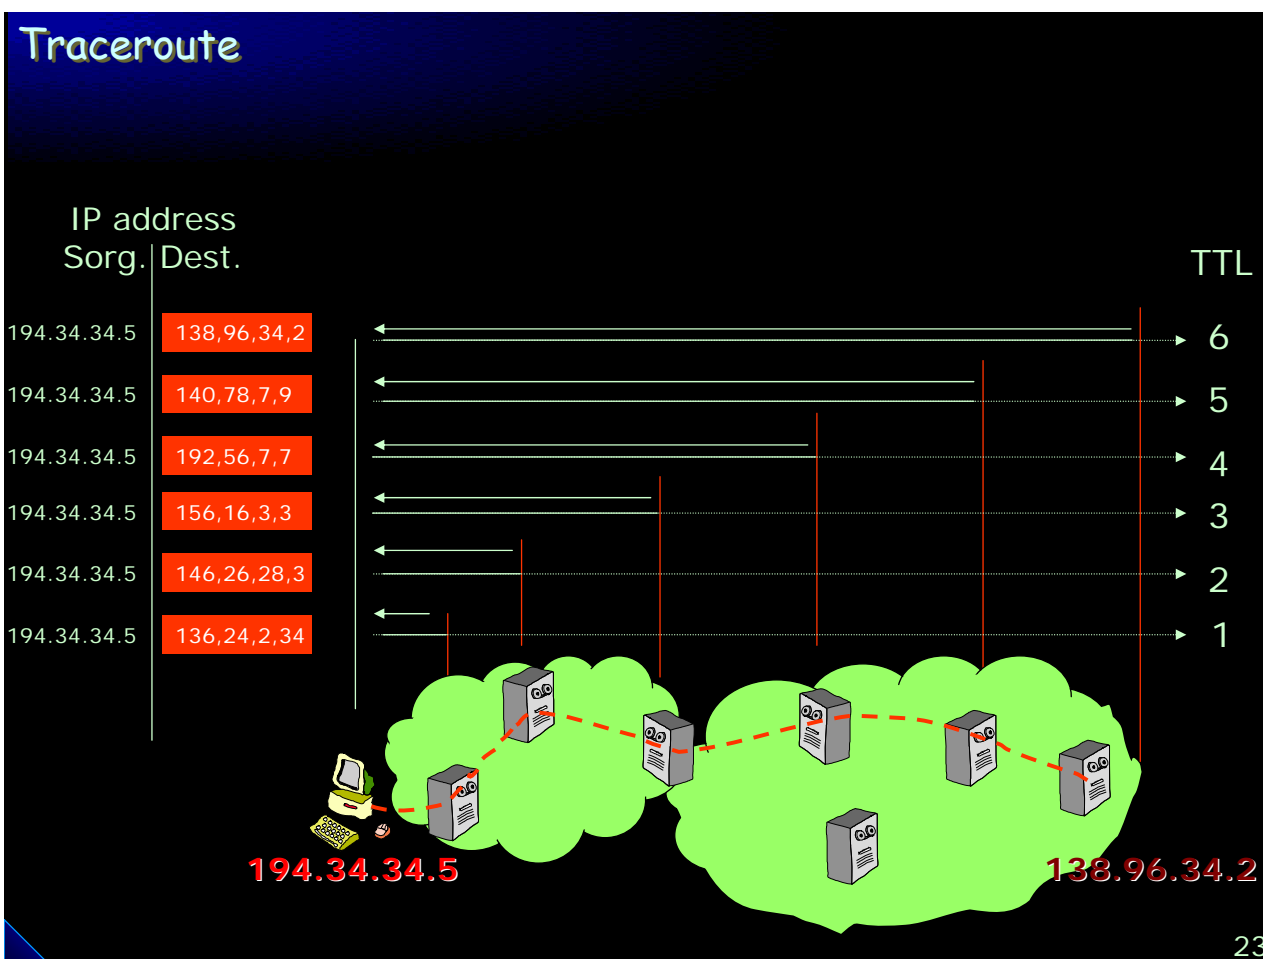 Traceroute
IP address
Sorg. Dest.
TTL
194.34.34.5 138,96,34,2 6
194.34.34.5 140,78,7,9 5
194.34.34.5 192,56,7,7 4
194.34.34.5 156,16,3,3 3
194.34.34.5 146,26,28,3 2
194.34.34.5 136,24,2,34 1
194.34.34.5 138.96.34.2
23